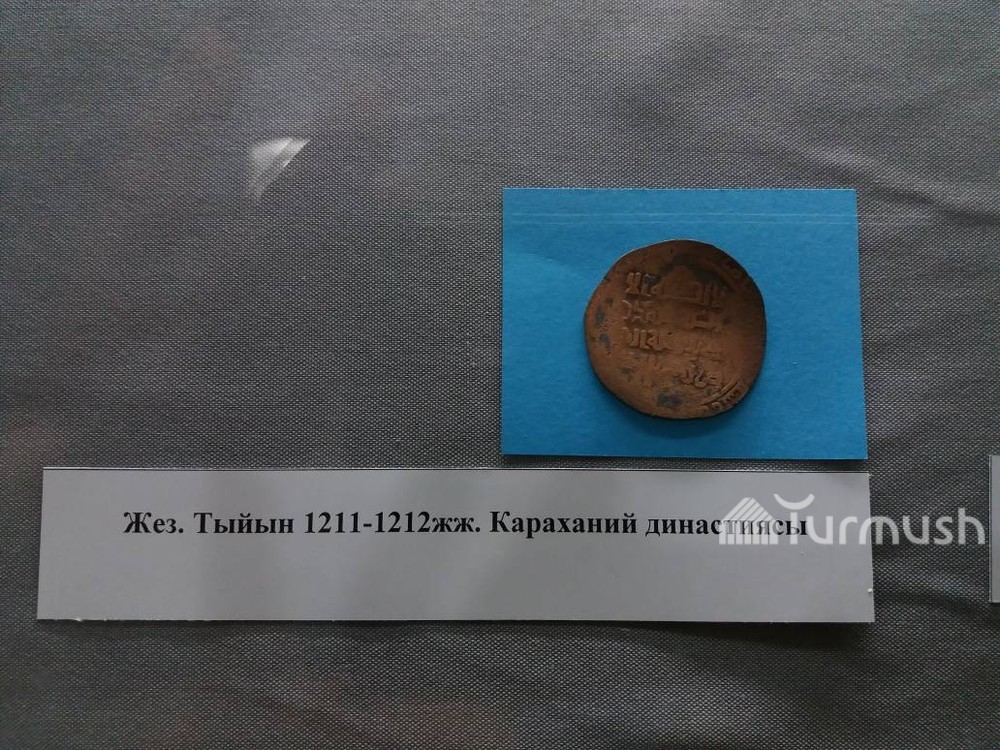 Жез. Тыйын 1211-1212жж. Караханий династиясы
Turmush